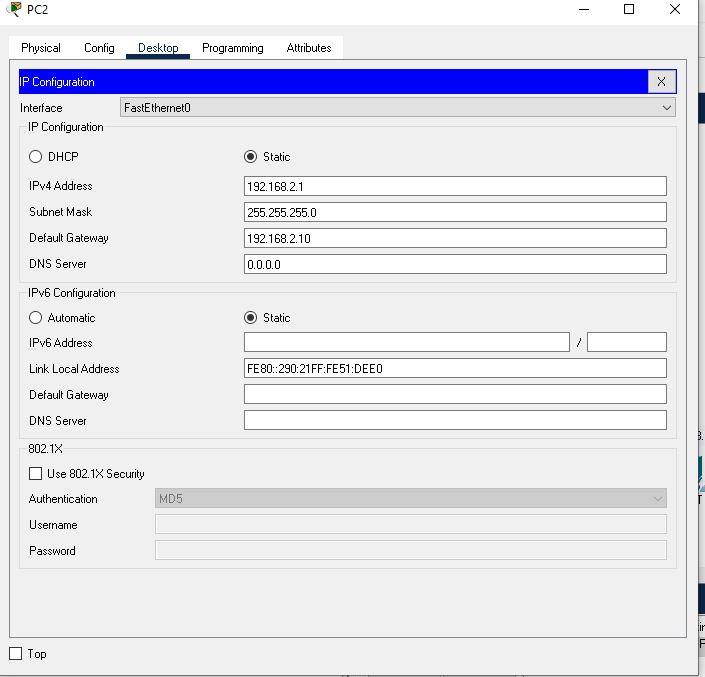 PC2
Physical Config Desktop Programming Attributes
IP Configuration X
Interface FastEthernet0
IP Configuration
DHCP Static
IPv4 Address 192.168.2.1
Subnet Mask 255.255.255.0
Default Gateway 192.168.2.10
DNS Server 0.0.0.0
IPv6 Configuration
Automatic Static
IPv6 Address /
Link Local Address FE80::290:21FF:FE51:DEE0
Default Gateway
DNS Server
802.1X
Use 802.1X Security
Authentication MD5
Username
Password
Top